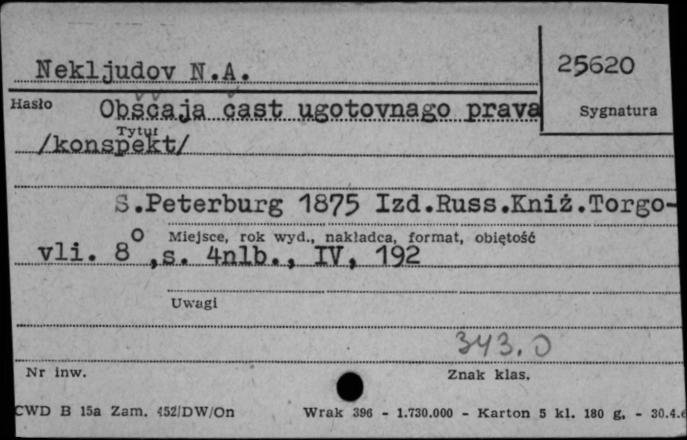 Nekljudov N.A.
25620
Hasło Obščaja čast ugotovnago prava
Sygnatura
Tytuł
/konspekt/
S.Peterburg 1875 Izd.Russ.Kniż.Torgo-
Miejsce, rok wyd., nakładca, format, objętość
vli. 8°, s. 4nlb., IV, 192
Uwagi
343.0
Nr inw.
Znak klas.
CWD B 15a Zam. 452/DW/On Wrak 396 - 1.730.000 - Karton 5 kl. 180 g. - 30.4.